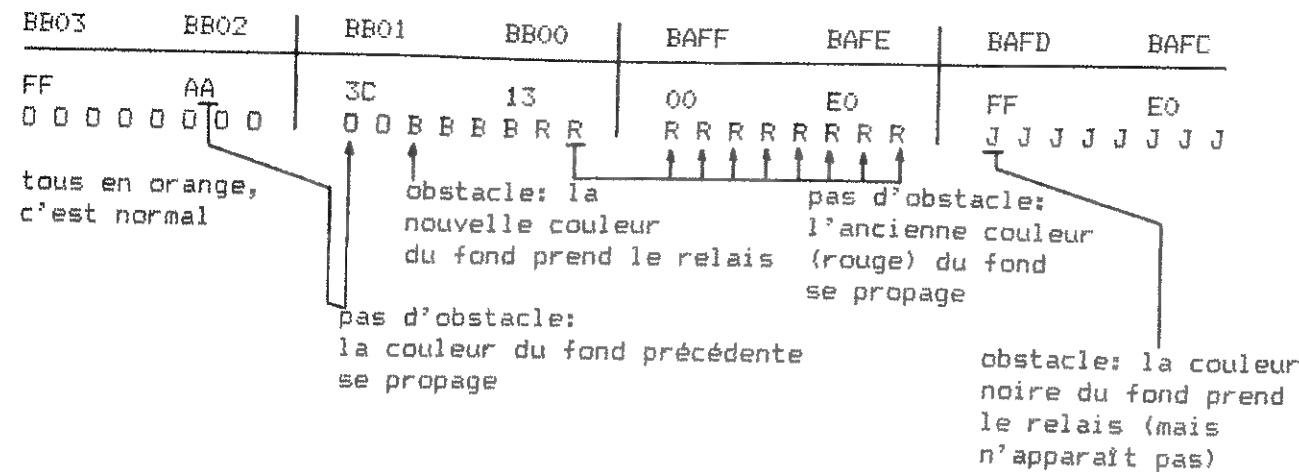 BB03 BB02 BB01 BB00 BAFF BAFE BAFD BAFC
FF AA 3C 13 00 E0 FF E0
O O O O O O O O O O B B B B R R R R R R R R R R J J J J J J J J
tous en orange,
c'est normal
obstacle: la
nouvelle couleur
du fond prend le relais
pas d'obstacle:
l'ancienne couleur
(rouge) du fond
se propage
pas d'obstacle:
la couleur du fond précédente
se propage
obstacle: la couleur
noire du fond prend
le relais (mais
n'apparaît pas)